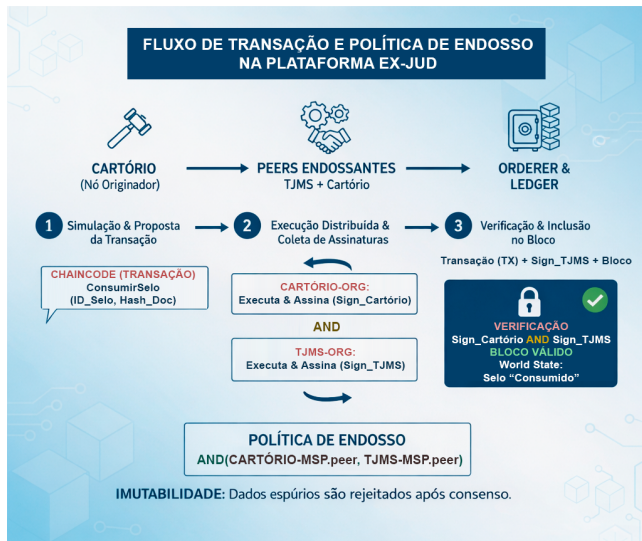 FLUXO DE TRANSAÇÃO E POLÍTICA DE ENDOSSO
NA PLATAFORMA EX-JUD
CARTÓRIO
(Nó Originador)
PEERS ENDOSSANTES
TJMS + Cartório
ORDERER &
LEDGER
1
Simulação & Proposta
da Transação
2
Execução Distribuída &
Coleta de Assinaturas
3
Verificação & Inclusão
no Bloco
Transação (TX) + Sign_TJMS + Bloco
CHAINCODE (TRANSAÇÃO)
ConsumirSelo
(ID_Selo, Hash_Doc)
CARTÓRIO-ORG:
Executa & Assina (Sign_Cartório)
AND
TJMS-ORG:
Executa & Assina (Sign_TJMS)
VERIFICAÇÃO
Sign_Cartório AND Sign_TJMS
BLOCO VÁLIDO
World State:
Selo “Consumido”
POLÍTICA DE ENDOSSO
AND(CARTÓRIO-MSP.peer, TJMS-MSP.peer)
IMUTABILIDADE: Dados espúrios são rejeitados após consenso.